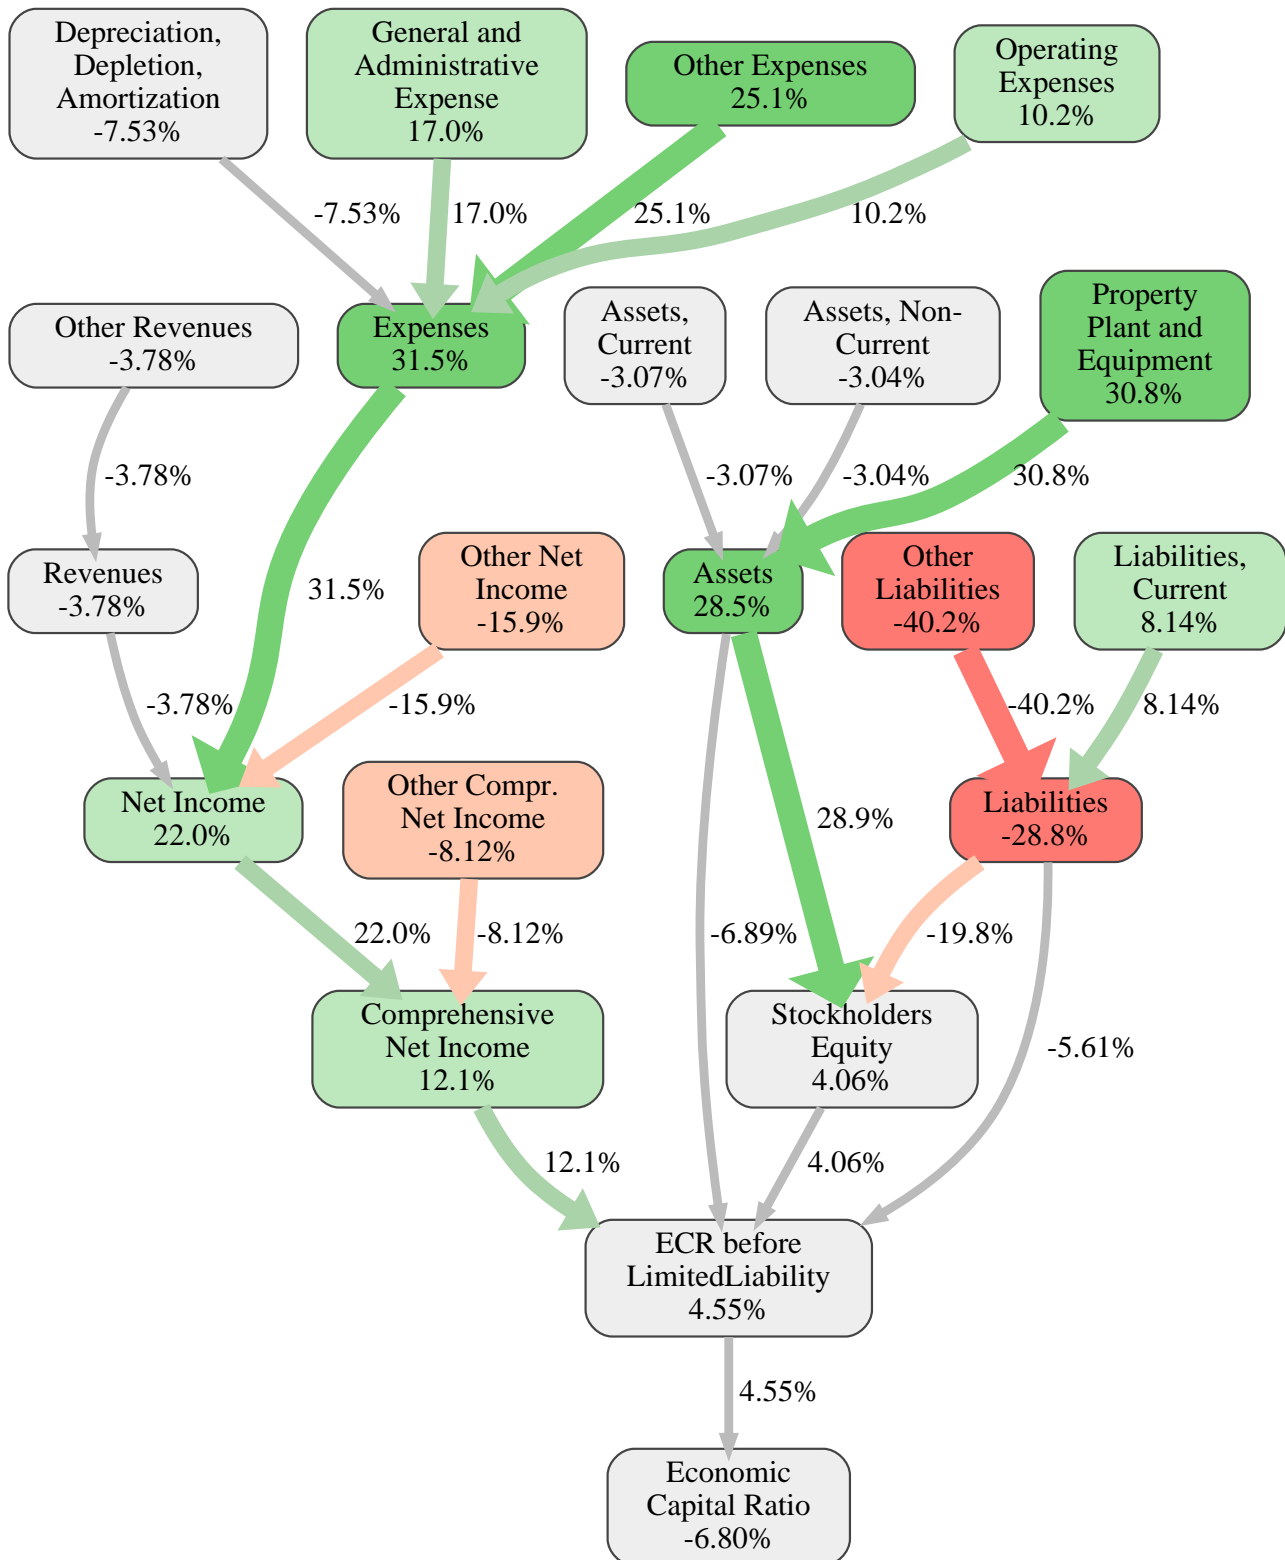 Depreciation,
Depletion,
Amortization
-7.53%
General and
Administrative
Expense
17.0%
Other Expenses
25.1%
Operating
Expenses
10.2%
-7.53%
17.0%
25.1%
10.2%
Other Revenues
-3.78%
Expenses
31.5%
Assets,
Current
-3.07%
Assets, Non-
Current
-3.04%
Property
Plant and
Equipment
30.8%
-3.78%
-3.07%
-3.04%
30.8%
Revenues
-3.78%
31.5%
Other Net
Income
-15.9%
Assets
28.5%
Other
Liabilities
-40.2%
Liabilities,
Current
8.14%
-3.78%
-15.9%
-40.2%
8.14%
Net Income
22.0%
Other Compr.
Net Income
-8.12%
28.9%
Liabilities
-28.8%
22.0%
-8.12%
-6.89%
-19.8%
Comprehensive
Net Income
12.1%
Stockholders
Equity
4.06%
-5.61%
12.1%
4.06%
ECR before
LimitedLiability
4.55%
4.55%
Economic
Capital Ratio
-6.80%